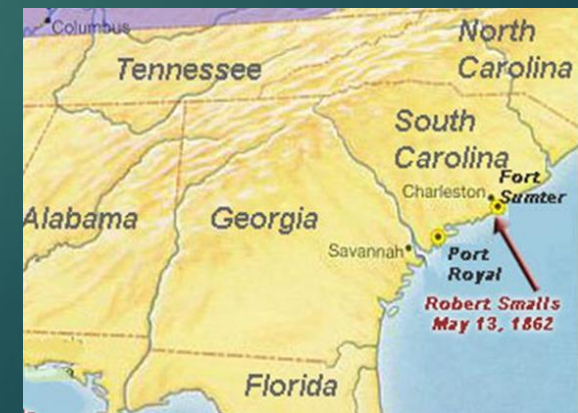 Columbus
North
Carolina
Tennessee
South
Carolina
Fort
Sumter
Charleston
Alabama
Georgia
Savannah
Port
Royal
Robert Smalls
May 13, 1862
Florida